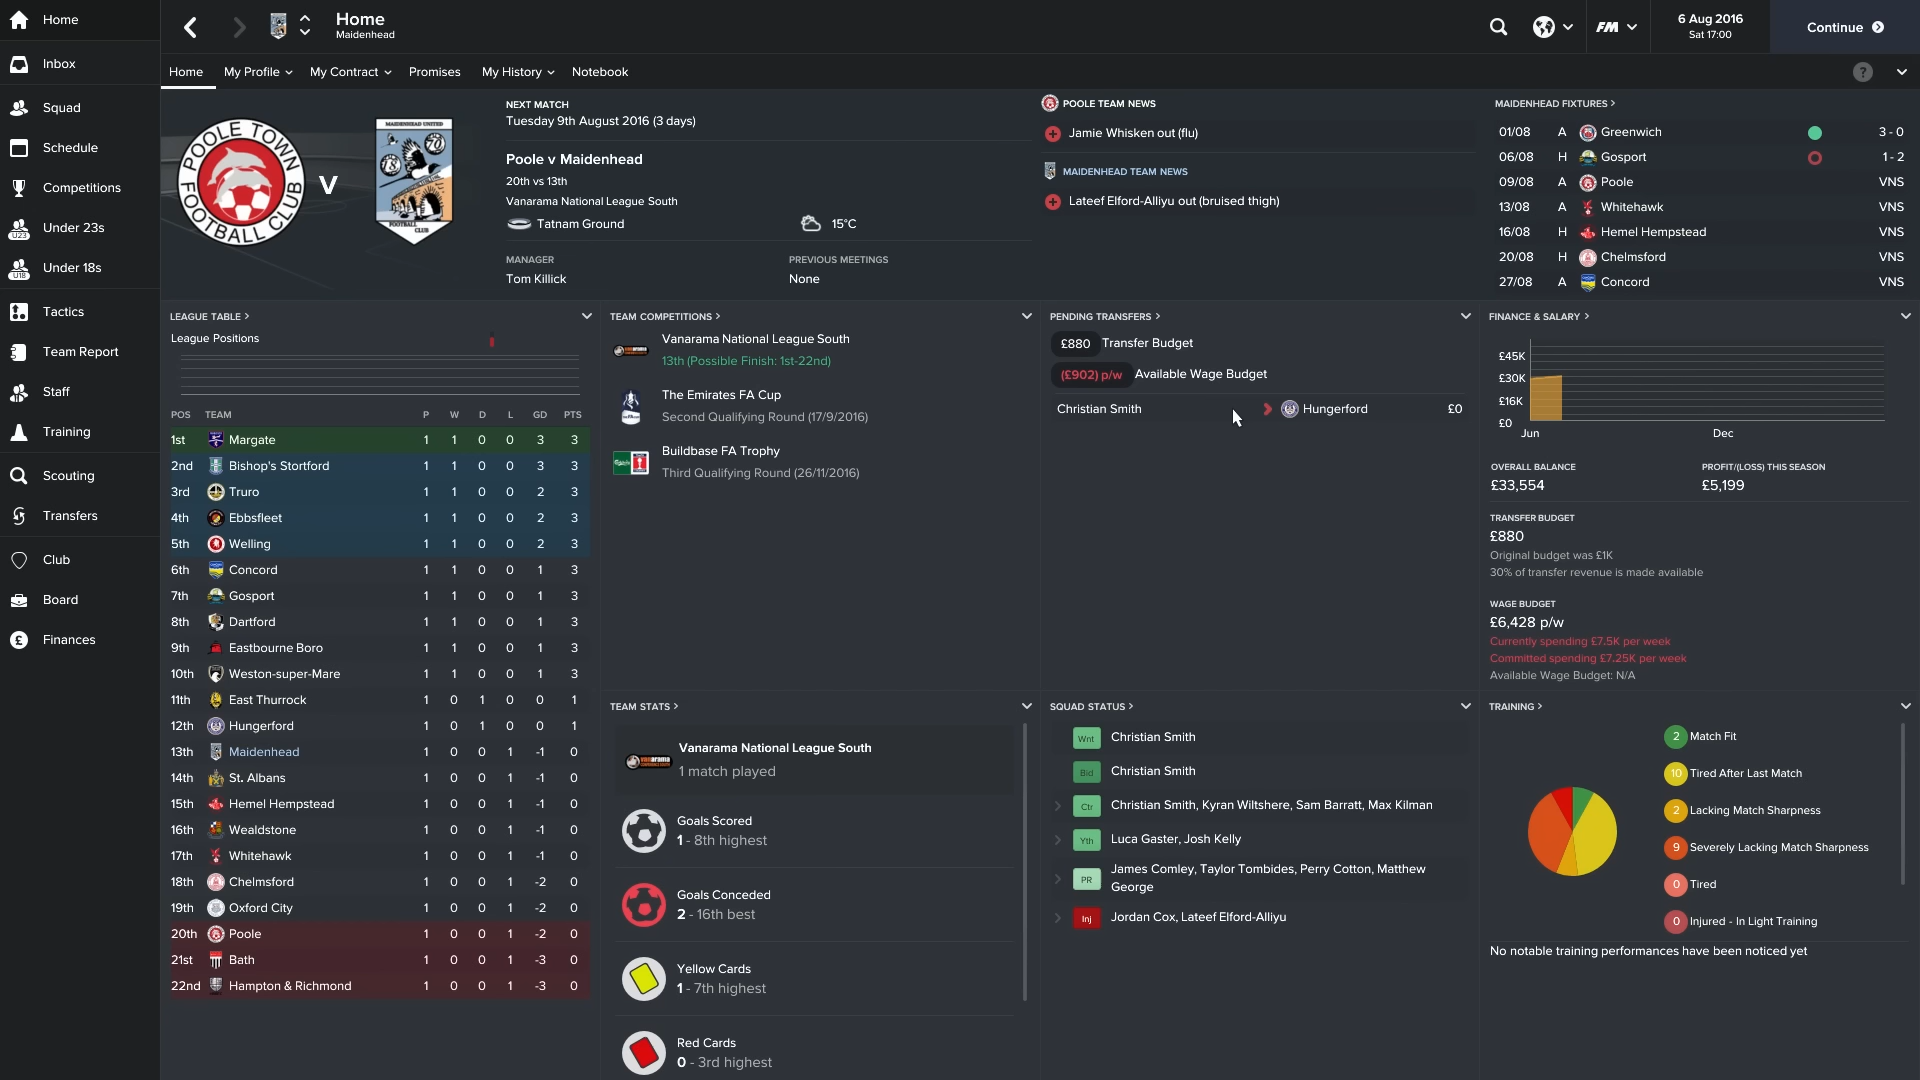 Home
Inbox
Squad
Schedule
Competitions
Under 23s
Under 18s
Tactics
Team Report
Staff
Training
Scouting
Transfers
Club
Board
Finances
Home
Maidenhead
FM
6 Aug 2016
Sat 17:00
Continue
Home
My Profile
My Contract
Promises
My History
Notebook
?
POOLE TOWN
FOOTBALL CLUB
V
MAIDENHEAD UNITED
18 70
FOOTBALL
CLUB
NEXT MATCH
Tuesday 9th August 2016 (3 days)
Poole v Maidenhead
20th vs 13th
Vanarama National League South
Tatnam Ground
15°C
MANAGER
Tom Killick
PREVIOUS MEETINGS
None
POOLE TEAM NEWS
Jamie Whisken out (flu)
MAIDENHEAD TEAM NEWS
Lateef Elford-Alliyu out (bruised thigh)
MAIDENHEAD FIXTURES >
01/08 A Greenwich 3 - 0
06/08 H Gosport 1 - 2
09/08 A Poole VNS
13/08 A Whitehawk VNS
16/08 H Hemel Hempstead VNS
20/08 H Chelmsford VNS
27/08 A Concord VNS
LEAGUE TABLE >
League Positions
POS TEAM P W D L GD PTS
1st Margate 1 1 0 0 3 3
2nd Bishop's Stortford 1 1 0 0 3 3
3rd Truro 1 1 0 0 2 3
4th Ebbsfleet 1 1 0 0 2 3
5th Welling 1 1 0 0 2 3
6th Concord 1 1 0 0 1 3
7th Gosport 1 1 0 0 1 3
8th Dartford 1 1 0 0 1 3
9th Eastbourne Boro 1 1 0 0 1 3
10th Weston-super-Mare 1 1 0 0 1 3
11th East Thurrock 1 0 1 0 0 1
12th Hungerford 1 0 1 0 0 1
13th Maidenhead 1 0 0 1 -1 0
14th St. Albans 1 0 0 1 -1 0
15th Hemel Hempstead 1 0 0 1 -1 0
16th Wealdstone 1 0 0 1 -1 0
17th Whitehawk 1 0 0 1 -1 0
18th Chelmsford 1 0 0 1 -2 0
19th Oxford City 1 0 0 1 -2 0
20th Poole 1 0 0 1 -2 0
21st Bath 1 0 0 1 -3 0
22nd Hampton & Richmond 1 0 0 1 -3 0
TEAM COMPETITIONS >
Vanarama National League South
13th (Possible Finish: 1st-22nd)
The Emirates FA Cup
Second Qualifying Round (17/9/2016)
Buildbase FA Trophy
Third Qualifying Round (26/11/2016)
PENDING TRANSFERS >
£880 Transfer Budget
(£902) p/w Available Wage Budget
Christian Smith Hungerford £0
FINANCE & SALARY >
£45K
£30K
£16K
£0
Jun Dec
OVERALL BALANCE
£33,554
PROFIT/(LOSS) THIS SEASON
£5,199
TRANSFER BUDGET
£880
Original budget was £1K
30% of transfer revenue is made available
WAGE BUDGET
£6,428 p/w
Currently spending £7.5K per week
Committed spending £7.25K per week
Available Wage Budget: N/A
TEAM STATS >
Vanarama National League South
1 match played
Goals Scored
1 - 8th highest
Goals Conceded
2 - 16th best
Yellow Cards
1 - 7th highest
Red Cards
0 - 3rd highest
SQUAD STATUS >
Wnt Christian Smith
Bid Christian Smith
Ctr Christian Smith, Kyran Wiltshire, Sam Barratt, Max Kilman
Yth Luca Gaster, Josh Kelly
PR James Comley, Taylor Tombides, Perry Cotton, Matthew
George
Inj Jordan Cox, Lateef Elford-Alliyu
TRAINING >
2 Match Fit
10 Tired After Last Match
2 Lacking Match Sharpness
9 Severely Lacking Match Sharpness
0 Tired
0 Injured - In Light Training
No notable training performances have been noticed yet